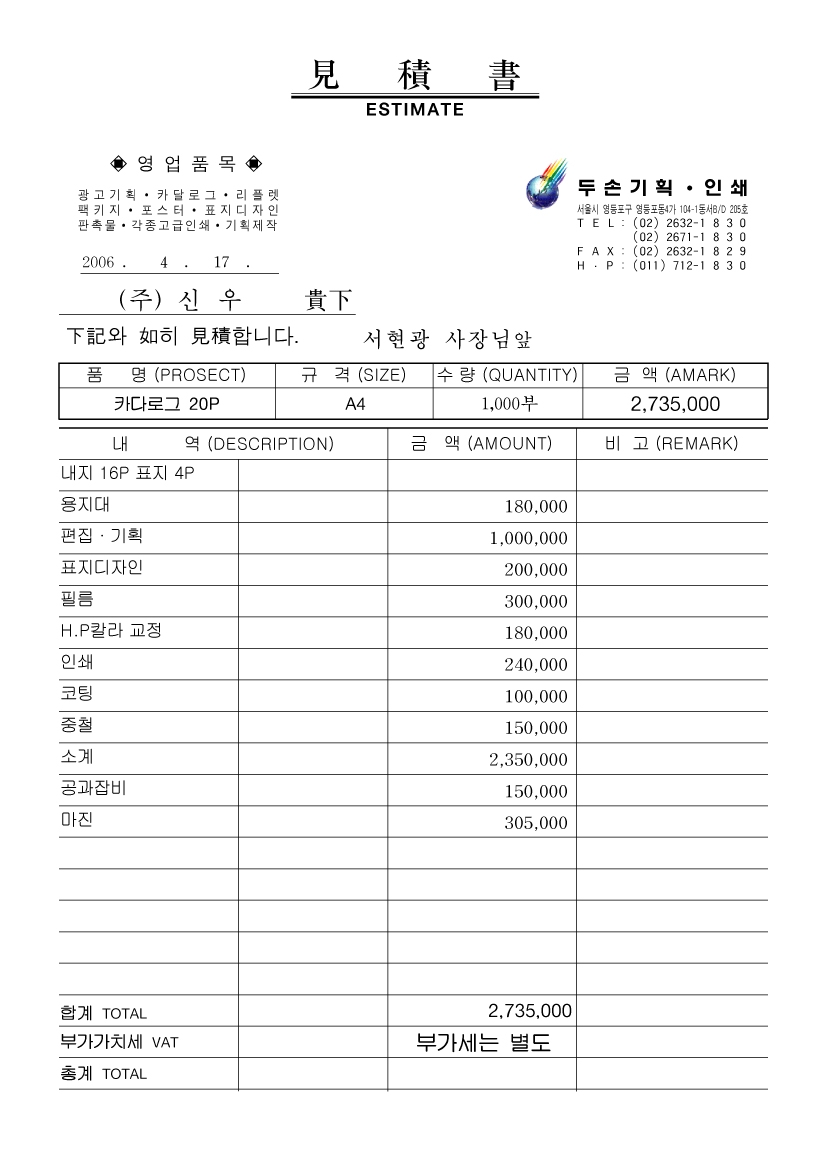 見 積 書
ESTIMATE
◈ 영 업 품 목 ◈
광고기획 • 카달로그 • 리플렛
팩키지 • 포스터 • 표지디자인
판촉물 • 각종고급인쇄 • 기획제작
두손기획 • 인쇄
서울시 영등포구 영등포동4가 104-1동서B/D 205호
TEL : (02) 2632-1830
(02) 2671-1830
FAX : (02) 2632-1829
H · P : (011) 712-1830
2006 . 4 . 17 .
(주) 신 우 貴下
下記와 如히 見積합니다. 서현광 사장님앞
품 명 (PROSECT) 규 격 (SIZE) 수 량 (QUANTITY) 금 액 (AMARK)
카다로그 20P A4 1,000부 2,735,000
내 역 (DESCRIPTION) 금 액 (AMOUNT) 비 고 (REMARK)
내지 16P 표지 4P
용지대 180,000
편집 · 기획 1,000,000
표지디자인 200,000
필름 300,000
H.P칼라 교정 180,000
인쇄 240,000
코팅 100,000
중철 150,000
소계 2,350,000
공과잡비 150,000
마진 305,000
합계 TOTAL 2,735,000
부가가치세 VAT 부가세는 별도
총계 TOTAL